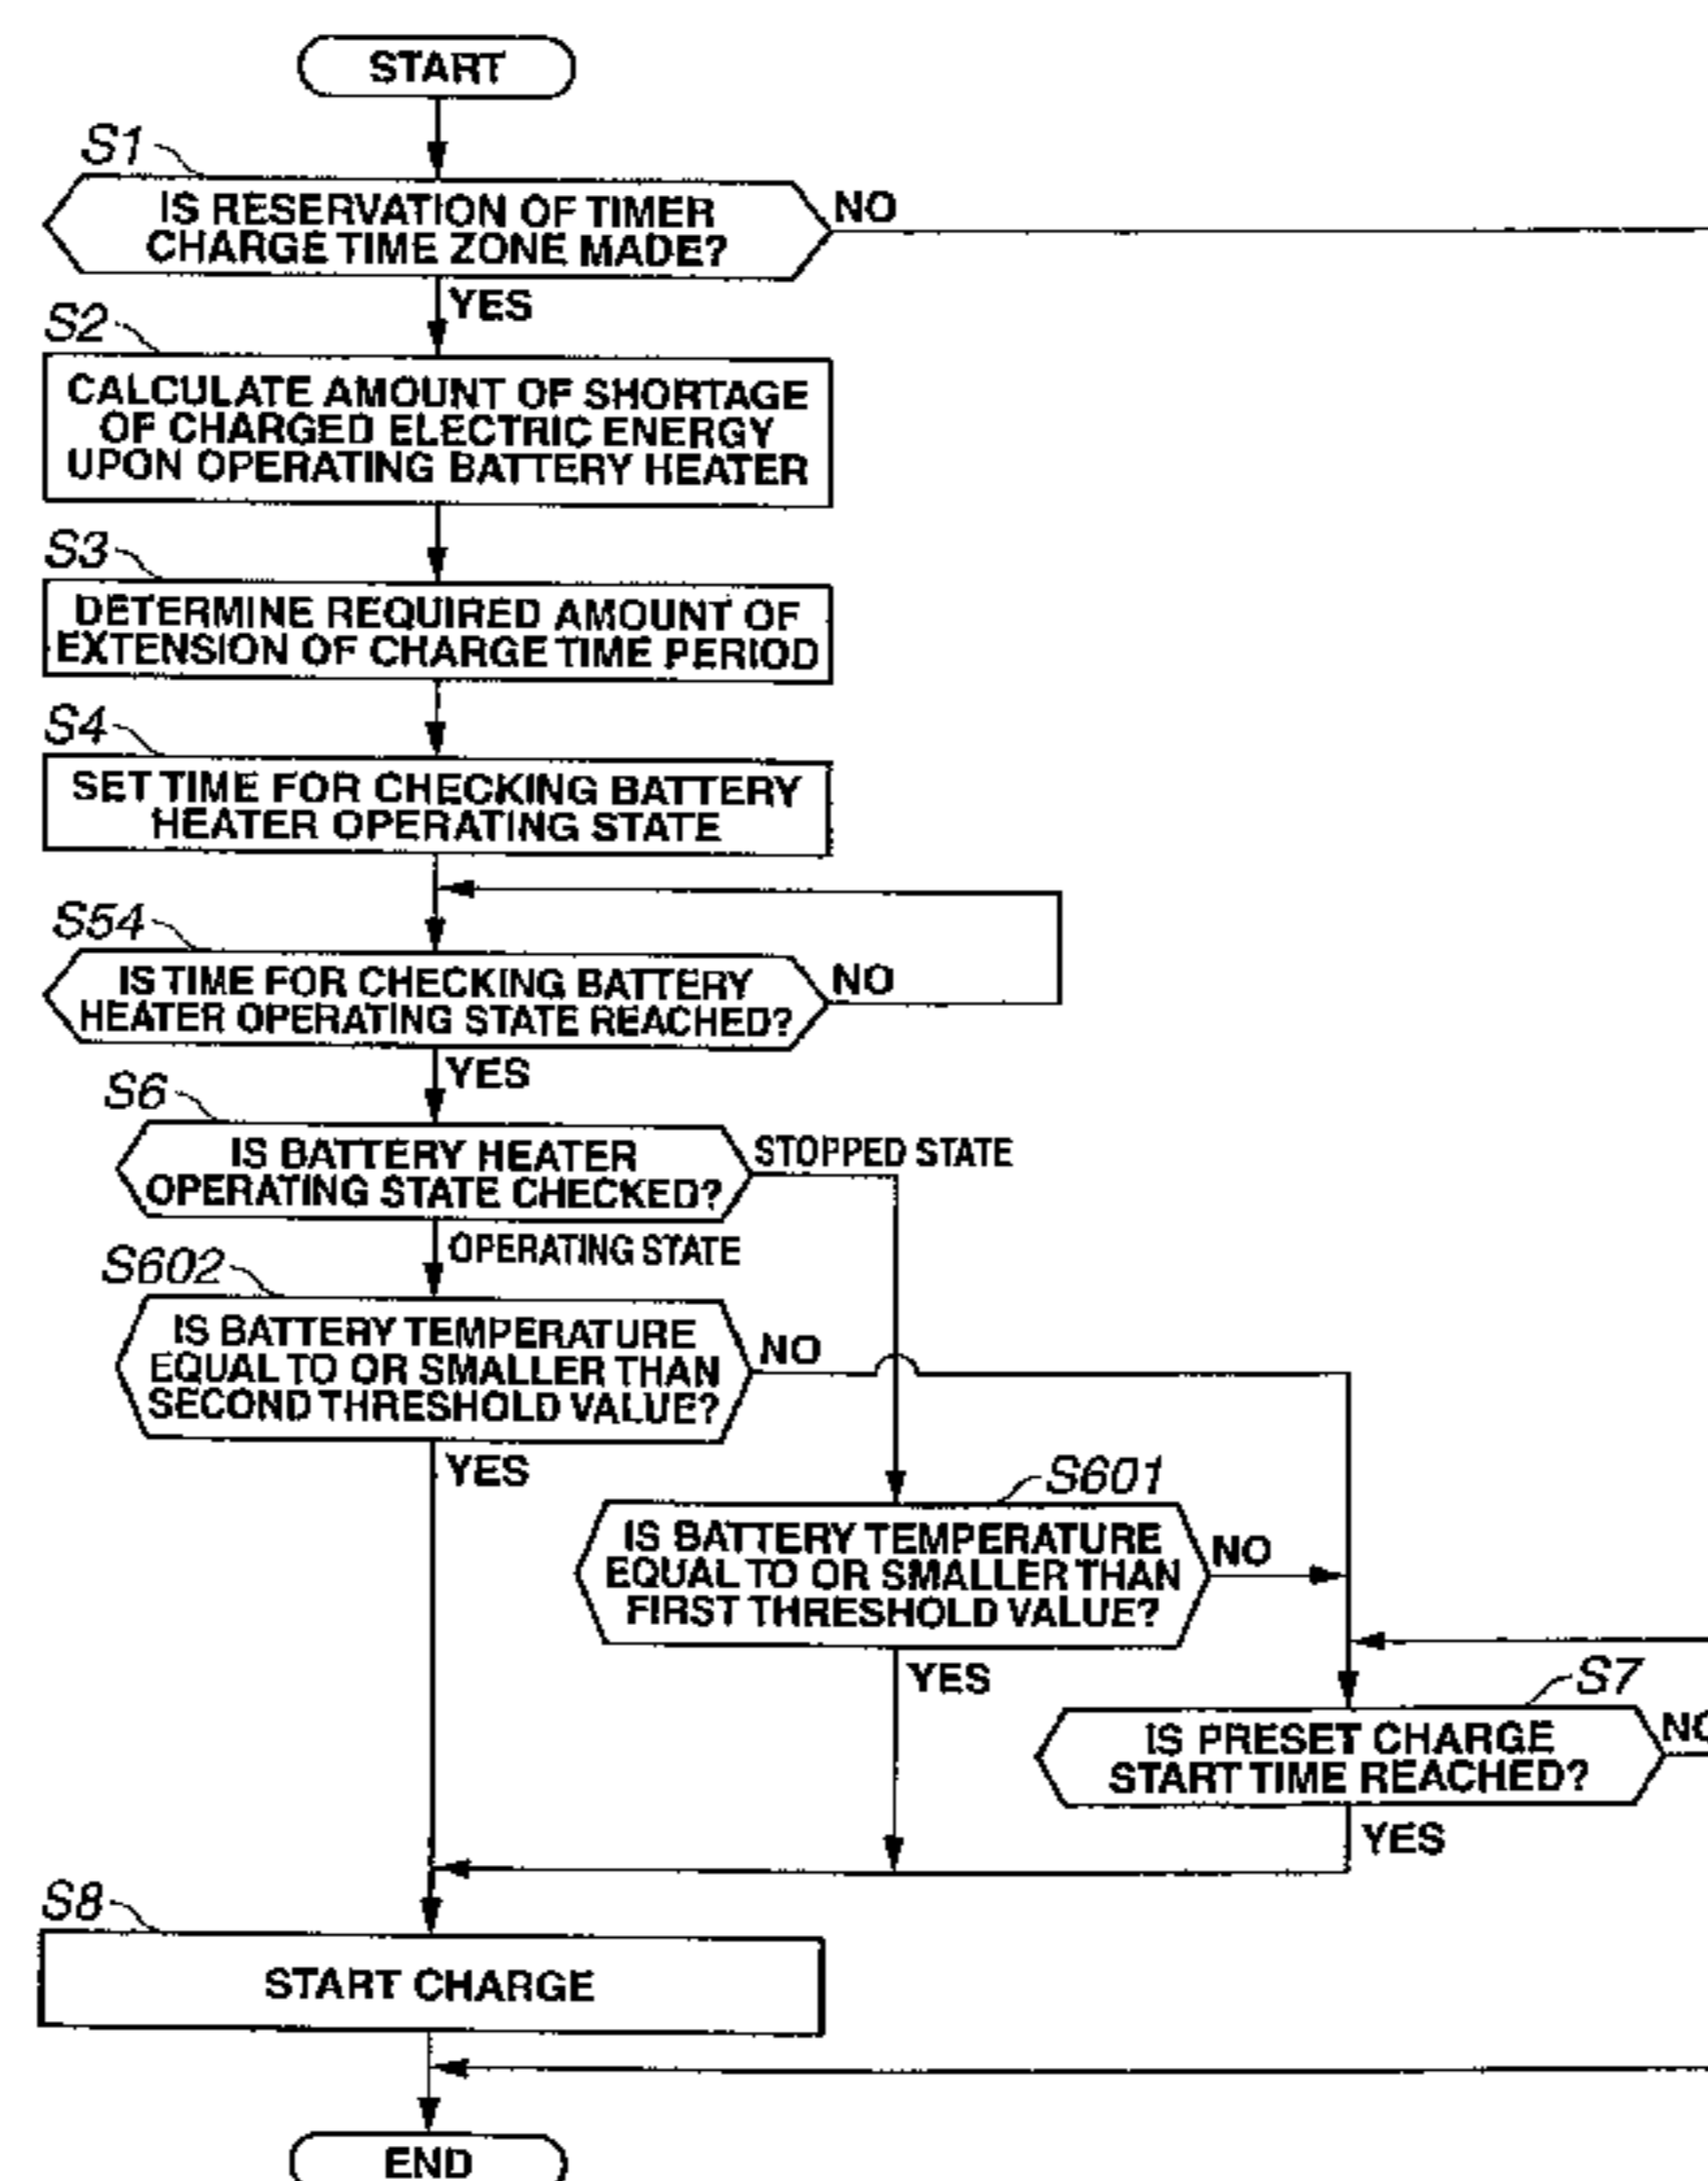 START
S1
IS RESERVATION OF TIMER
CHARGE TIME ZONE MADE?
NO
YES
S2
CALCULATE AMOUNT OF SHORTAGE
OF CHARGED ELECTRIC ENERGY
UPON OPERATING BATTERY HEATER
S3
DETERMINE REQUIRED AMOUNT OF
EXTENSION OF CHARGE TIME PERIOD
S4
SET TIME FOR CHECKING BATTERY
HEATER OPERATING STATE
S54
IS TIME FOR CHECKING BATTERY
HEATER OPERATING STATE REACHED?
NO
YES
S6
IS BATTERY HEATER
OPERATING STATE CHECKED?
STOPPED STATE
OPERATING STATE
S602
IS BATTERY TEMPERATURE
EQUAL TO OR SMALLER THAN
SECOND THRESHOLD VALUE?
NO
YES
S601
IS BATTERY TEMPERATURE
EQUAL TO OR SMALLER THAN
FIRST THRESHOLD VALUE?
NO
YES
S7
IS PRESET CHARGE
START TIME REACHED?
NO
YES
S8
START CHARGE
END